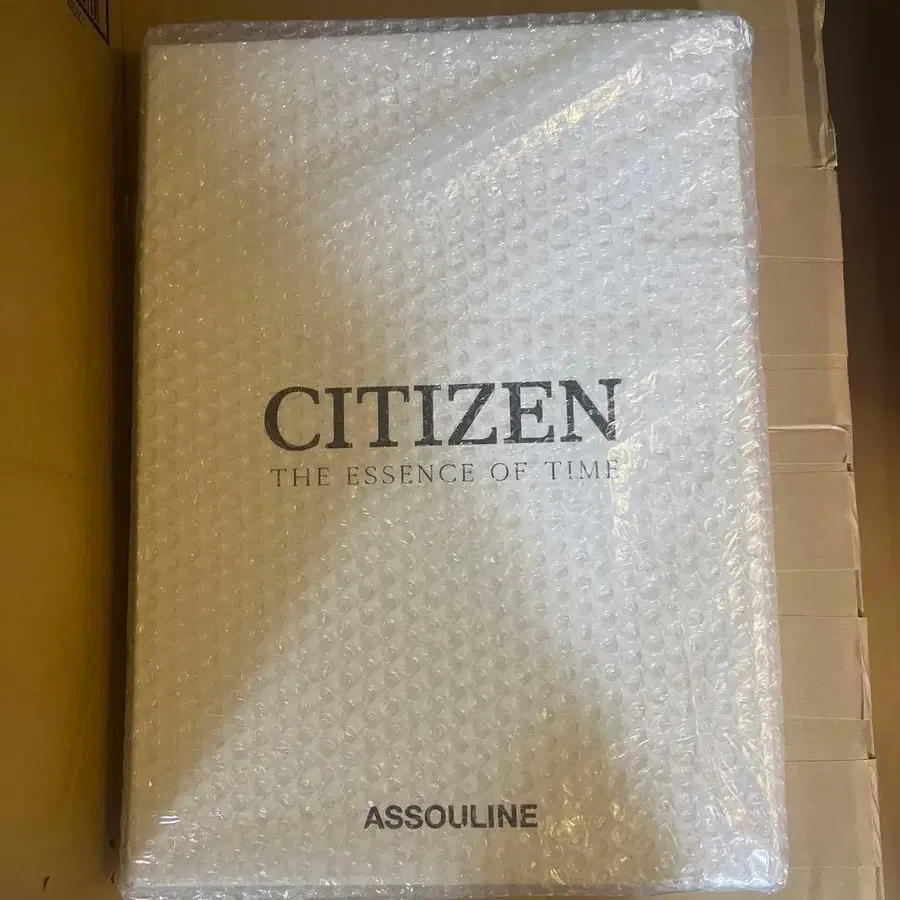 CITIZEN
THE ESSENCE OF TIME
ASSOULINE